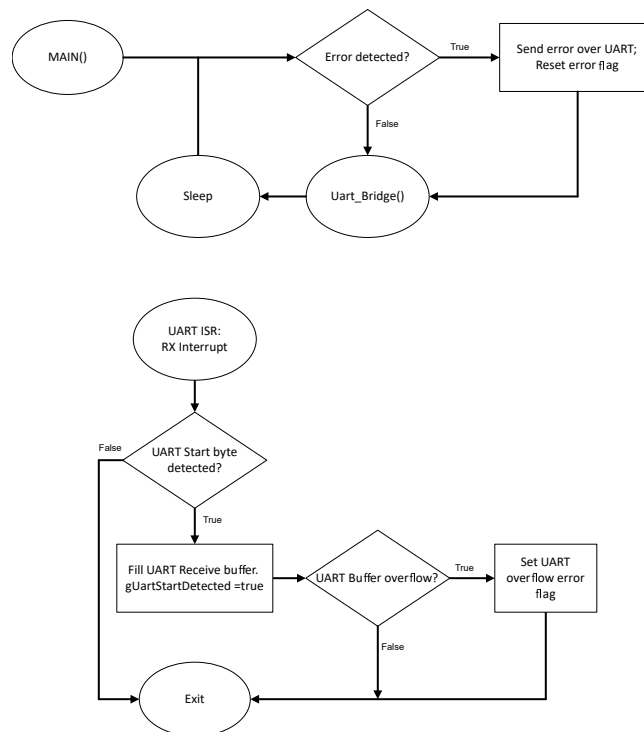 MAIN()
Error detected?
True
Send error over UART;
Reset error flag
False
Sleep
Uart_Bridge()
UART ISR:
RX Interrupt
False
UART Start byte
detected?
True
Fill UART Receive buffer.
gUartStartDetected =true
UART Buffer overflow?
True
Set UART
overflow error
flag
False
Exit